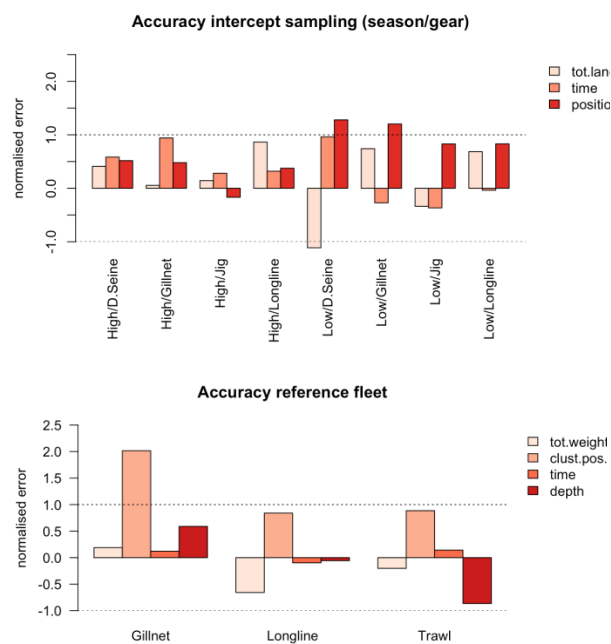 Accuracy intercept sampling (season/gear)
normalised error
2.0
1.0
0.0
-1.0
tot.lan
time
positio
High/D.Seine
High/Gillnet
High/Jig
High/Longline
Low/D.Seine
Low/Gillnet
Low/Jig
Low/Longline
Accuracy reference fleet
normalised error
2.5
2.0
1.5
1.0
0.5
0.0
-0.5
-1.0
tot.weight
clust.pos.
time
depth
Gillnet Longline Trawl